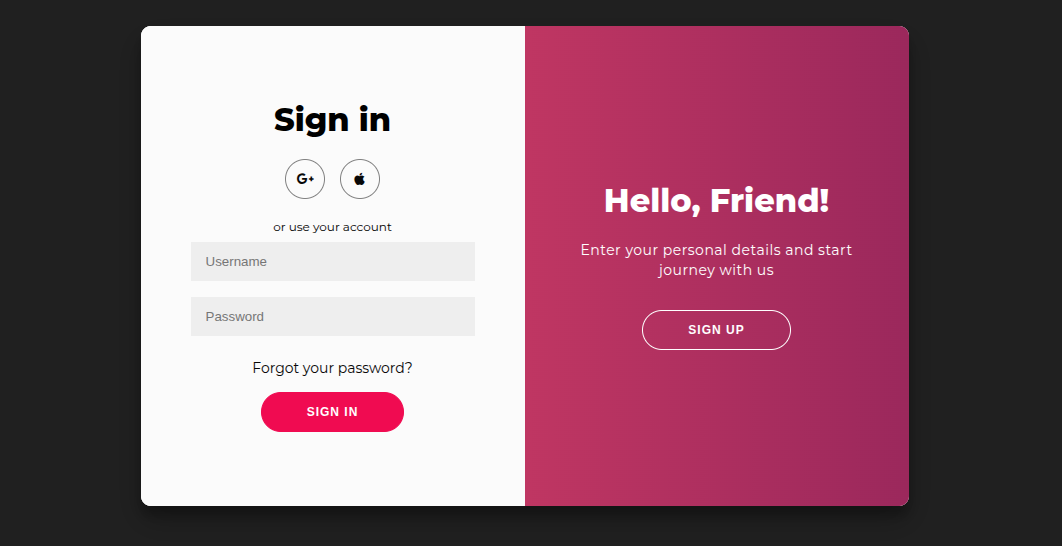 Sign in
G+
or use your account
Username
Password
Forgot your password?
SIGN IN
Hello, Friend!
Enter your personal details and start
journey with us
SIGN UP